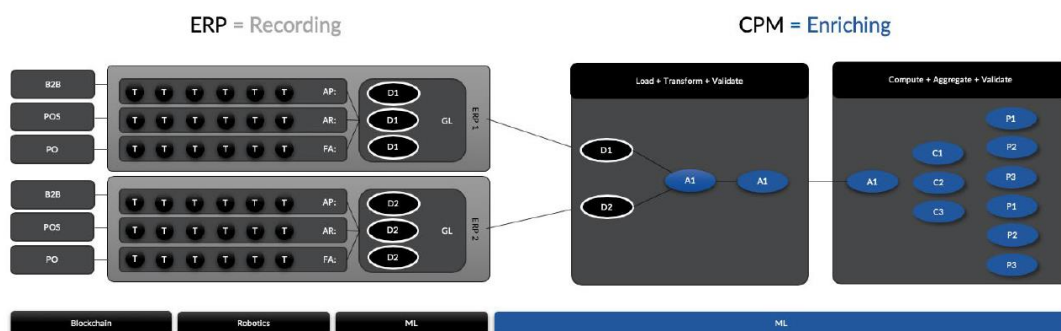 ERP = Recording
CPM = Enriching
B2B
POS
PO
T T T T T T AP:
T T T T T T AR:
T T T T T T FA:
D1
D1
D1
GL
ERP 1
B2B
POS
PO
T T T T T T AP:
T T T T T T AR:
T T T T T T FA:
D2
D2
D2
GL
ERP 2
Load + Transform + Validate
D1
D2
A1
A1
Compute + Aggregate + Validate
A1
C1
C2
C3
P1
P2
P3
P1
P2
P3
Blockchain
Robotics
ML
ML